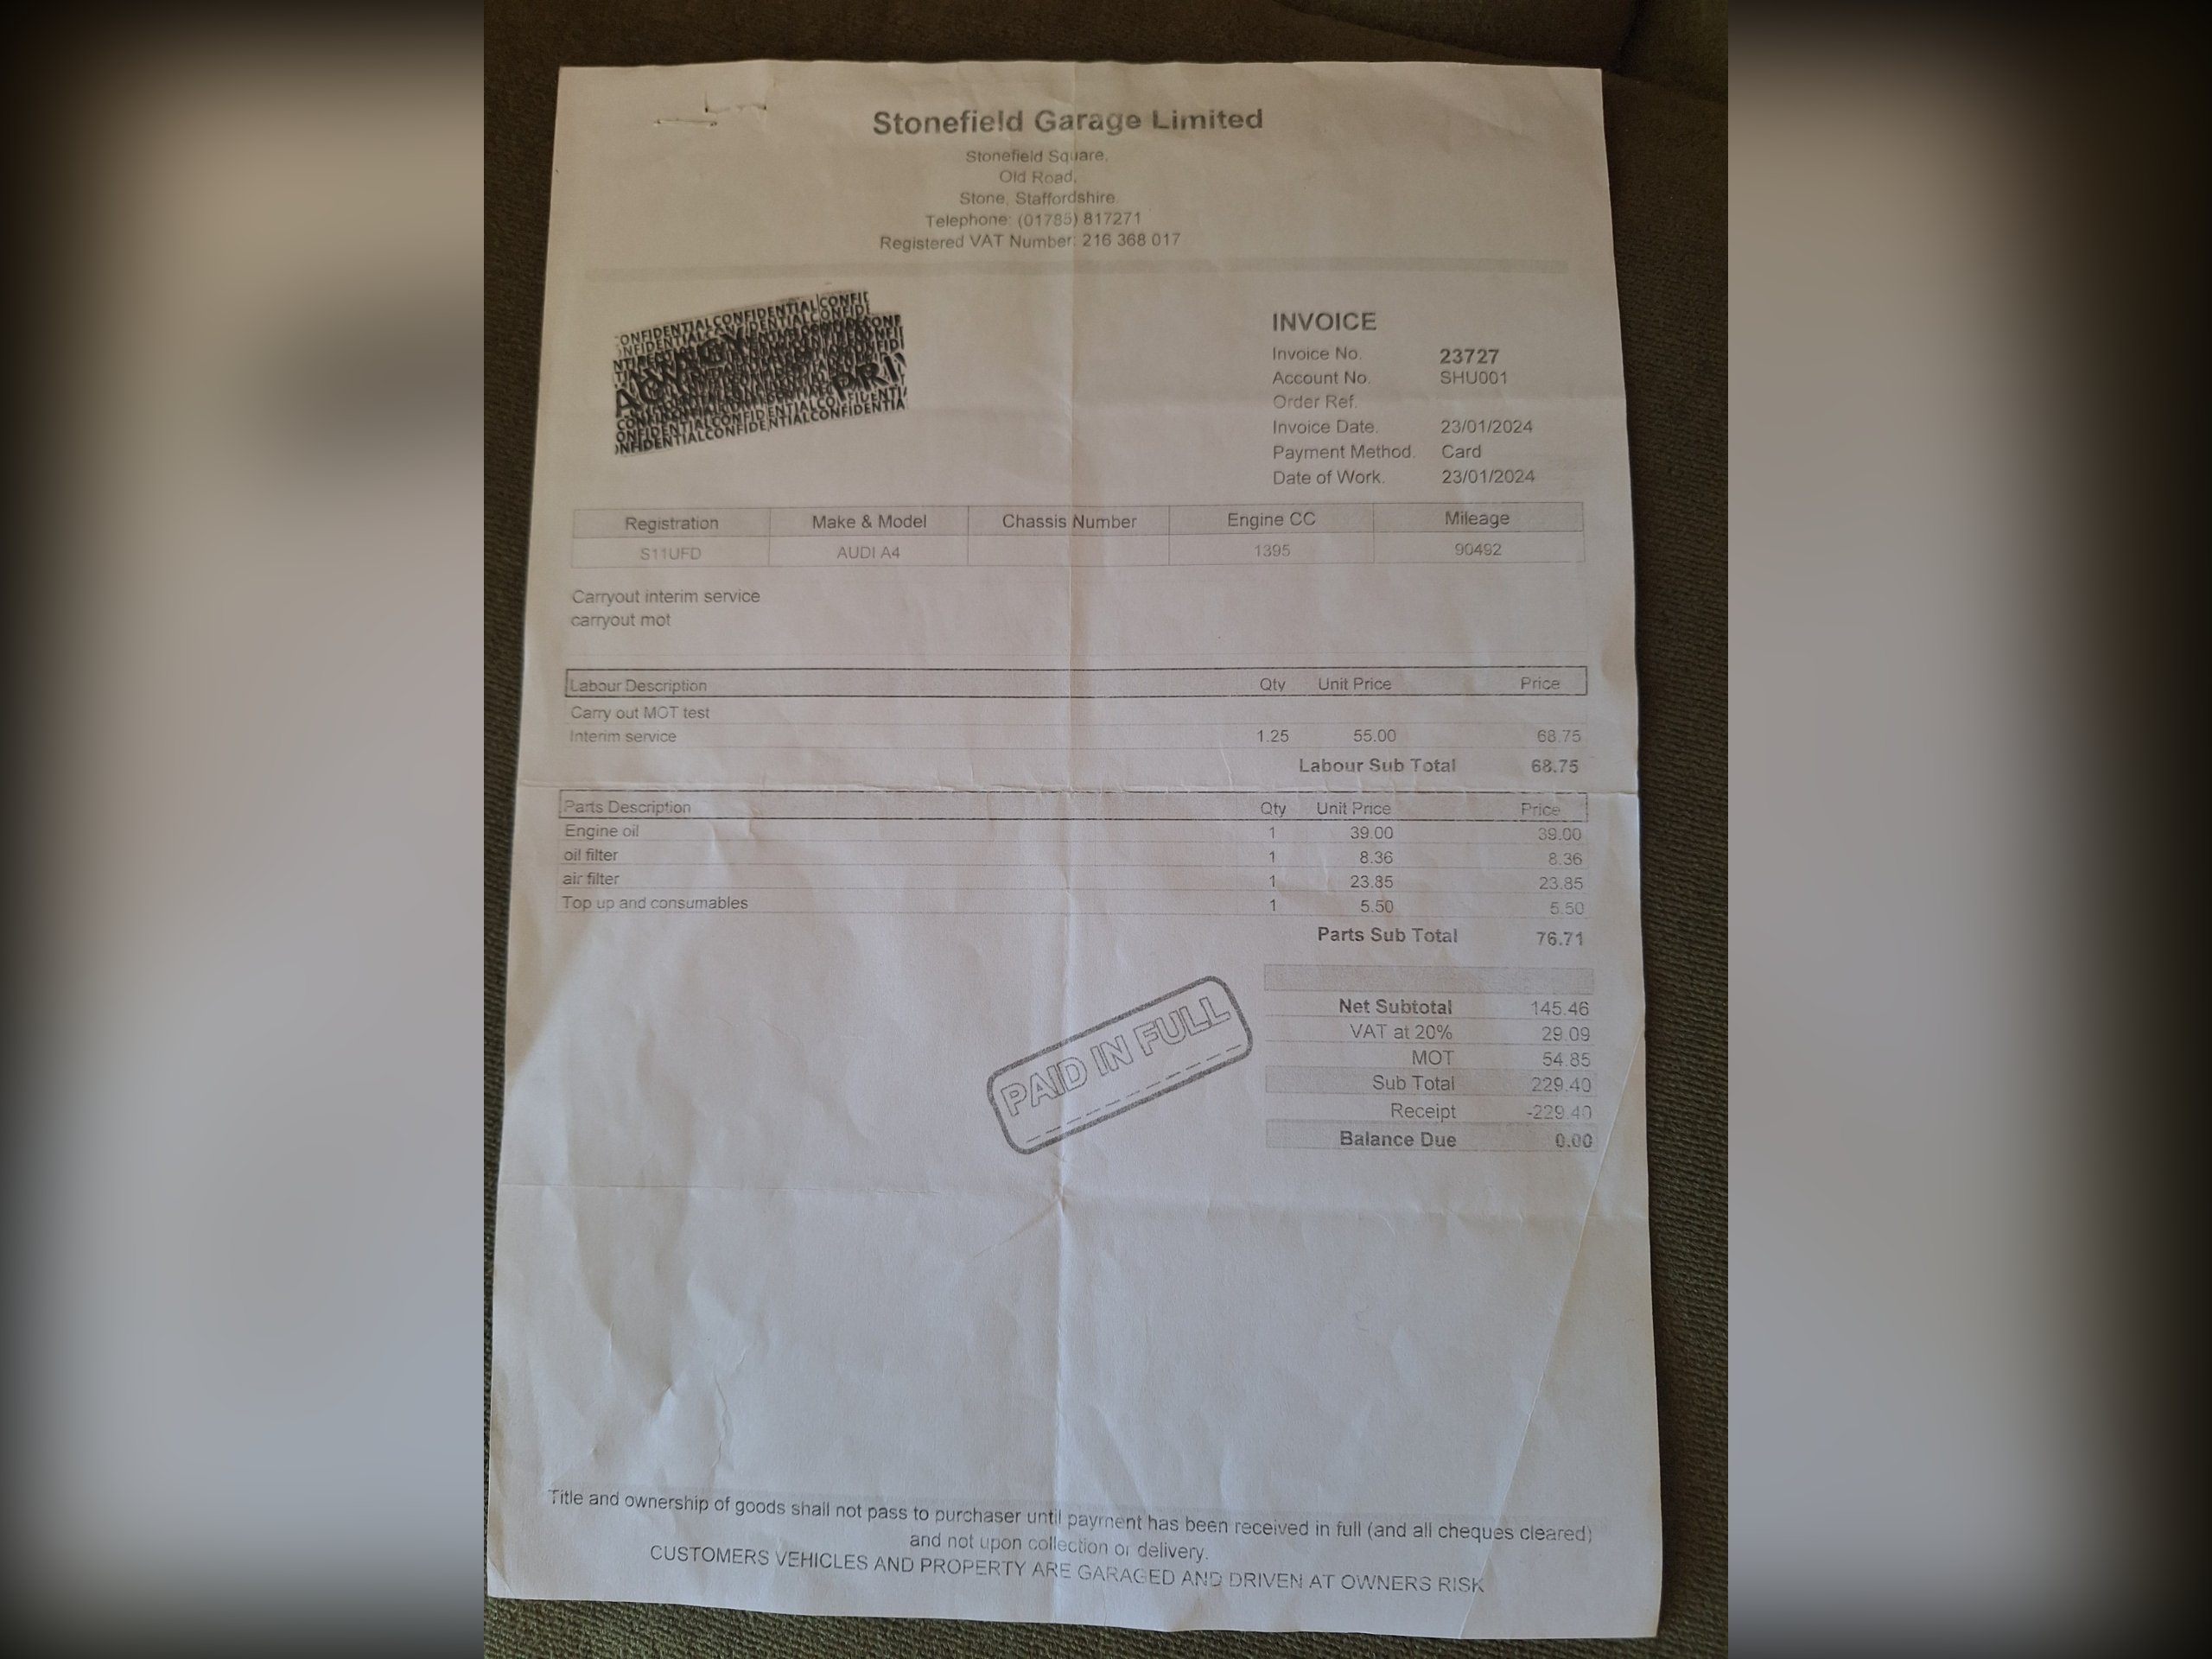 Stonefield Garage Limited
Stonefield Square,
Old Road,
Stone, Staffordshire.
Telephone: (01785) 817271
Registered VAT Number: 216 368 017
INVOICE
Invoice No. 23727
Account No. SHU001
Order Ref.
Invoice Date. 23/01/2024
Payment Method. Card
Date of Work. 23/01/2024
Registration Make & Model Chassis Number Engine CC Mileage
S11UFD AUDI A4 1395 90492
Carryout interim service
carryout mot
Labour Description Qty Unit Price Price
Carry out MOT test
Interim service 1.25 55.00 68.75
Labour Sub Total 68.75
Parts Description Qty Unit Price Price
Engine oil 1 39.00 39.00
oil filter 1 8.36 8.36
air filter 1 23.85 23.85
Top up and consumables 1 5.50 5.50
Parts Sub Total 76.71
Net Subtotal 145.46
VAT at 20% 29.09
MOT 54.85
Sub Total 229.40
Receipt -229.40
Balance Due 0.00
PAID IN FULL
Title and ownership of goods shall not pass to purchaser until payment has been received in full (and all cheques cleared)
and not upon collection or delivery.
CUSTOMERS VEHICLES AND PROPERTY ARE GARAGED AND DRIVEN AT OWNERS RISK